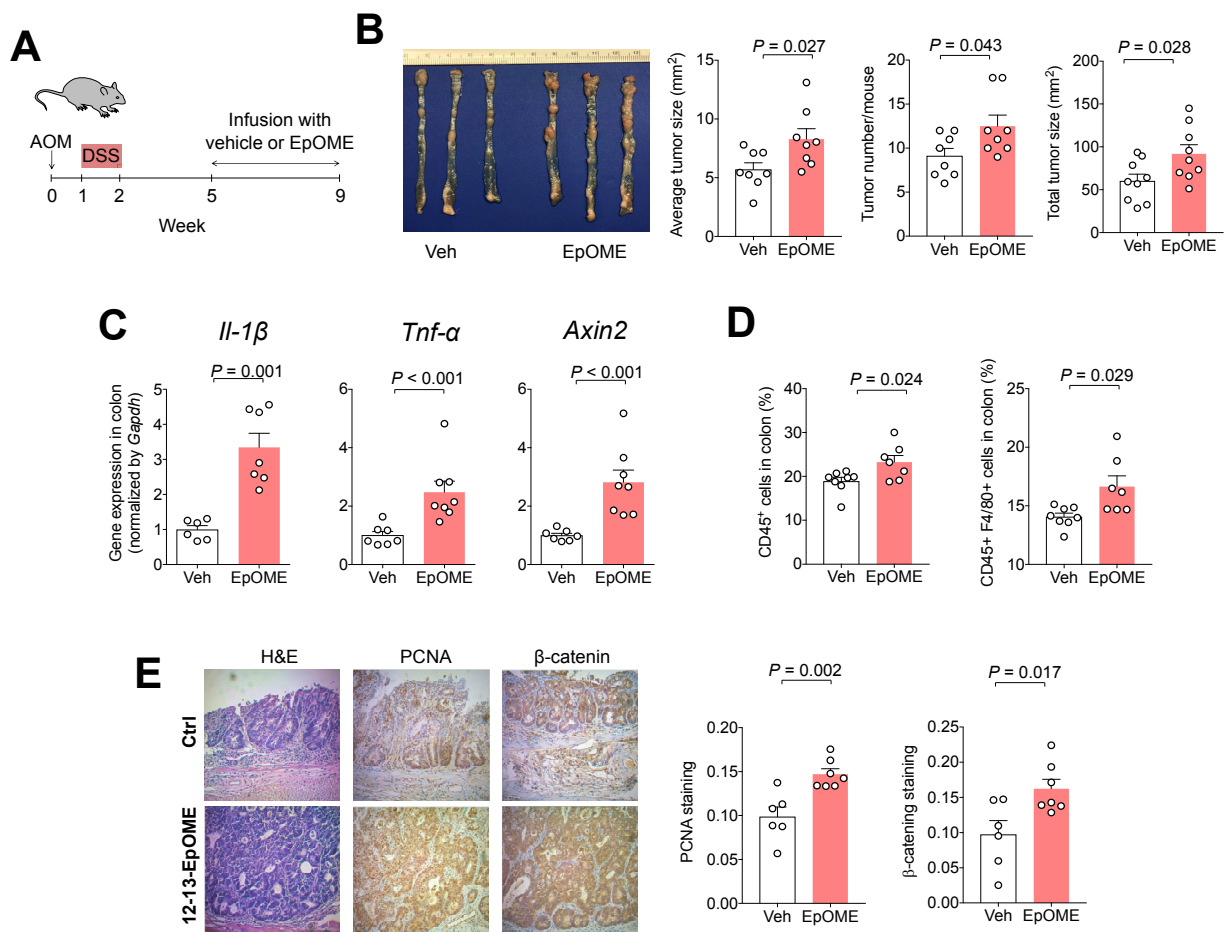 A
AOM
DSS
Infusion with
vehicle or EpOME
0
1
2
5
9
Week
B
Veh
EpOME
P = 0.027
Average tumor size (mm2)
15
10
5
0
Veh
EpOME
P = 0.043
Tumor number/mouse
20
15
10
5
0
Veh
EpOME
P = 0.028
Total tumor size (mm2)
200
150
100
50
0
Veh
EpOME
C
Il-1β
Gene expression in colon
(normalized by Gapdh)
P = 0.001
5
4
3
2
1
0
Veh
EpOME
Tnf-α
P < 0.001
6
4
2
0
Veh
EpOME
Axin2
P < 0.001
6
4
2
0
Veh
EpOME
D
P = 0.024
CD45+ cells in colon (%)
40
30
20
10
0
Veh
EpOME
P = 0.029
CD45+ F4/80+ cells in colon (%)
25
20
15
10
Veh
EpOME
E
H&E
PCNA
β-catenin
Ctrl
12-13-EpOME
P = 0.002
PCNA staining
0.20
0.15
0.10
0.05
0.00
Veh
EpOME
P = 0.017
β-catening staining
0.25
0.20
0.15
0.10
0.05
0.00
Veh
EpOME